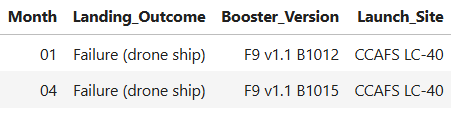 Month Landing_Outcome Booster_Version Launch_Site
01 Failure (drone ship) F9 v1.1 B1012 CCAFS LC-40
04 Failure (drone ship) F9 v1.1 B1015 CCAFS LC-40